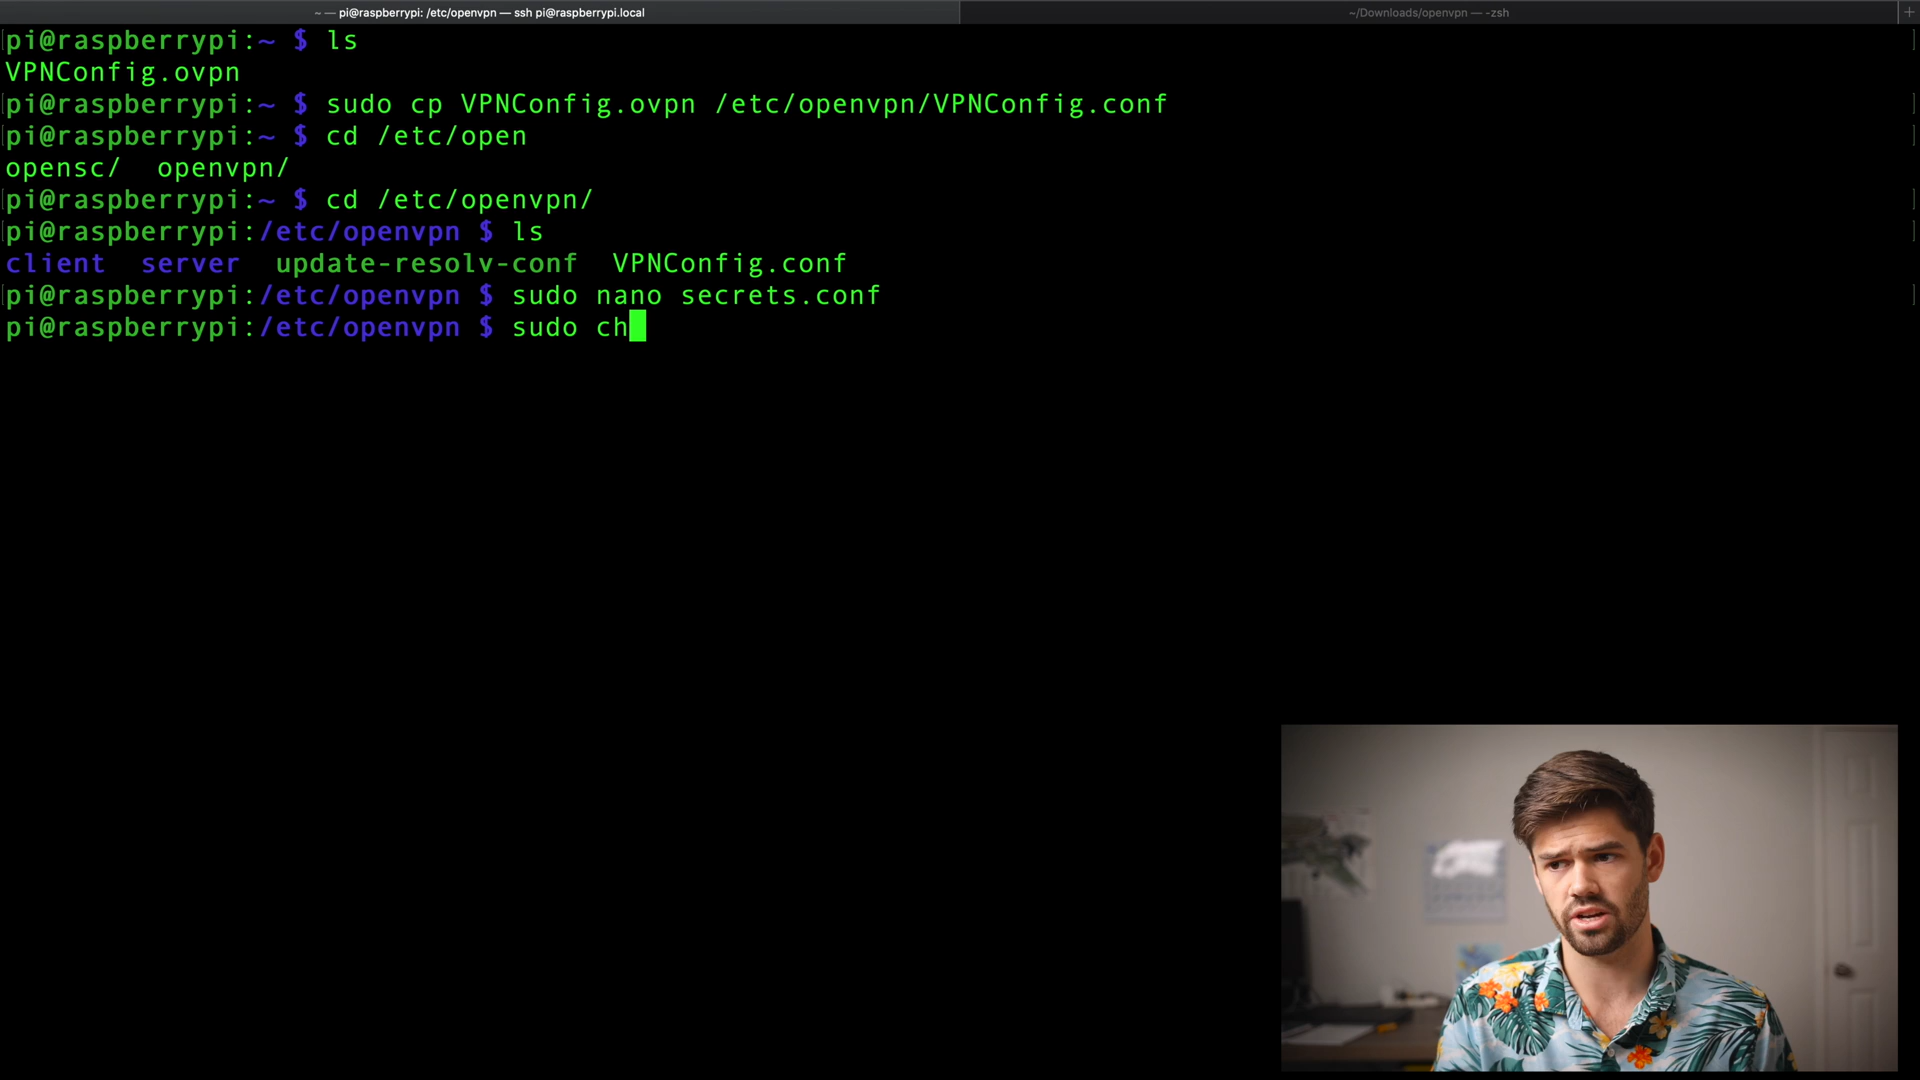 ~ — pi@raspberrypi: /etc/openvpn — ssh pi@raspberrypi.local
~/Downloads/openvpn — -zsh
pi@raspberrypi:~ $ ls
VPNConfig.ovpn
pi@raspberrypi:~ $ sudo cp VPNConfig.ovpn /etc/openvpn/VPNConfig.conf
pi@raspberrypi:~ $ cd /etc/open
opensc/ openvpn/
pi@raspberrypi:~ $ cd /etc/openvpn/
pi@raspberrypi:/etc/openvpn $ ls
client server update-resolv-conf VPNConfig.conf
pi@raspberrypi:/etc/openvpn $ sudo nano secrets.conf
pi@raspberrypi:/etc/openvpn $ sudo ch